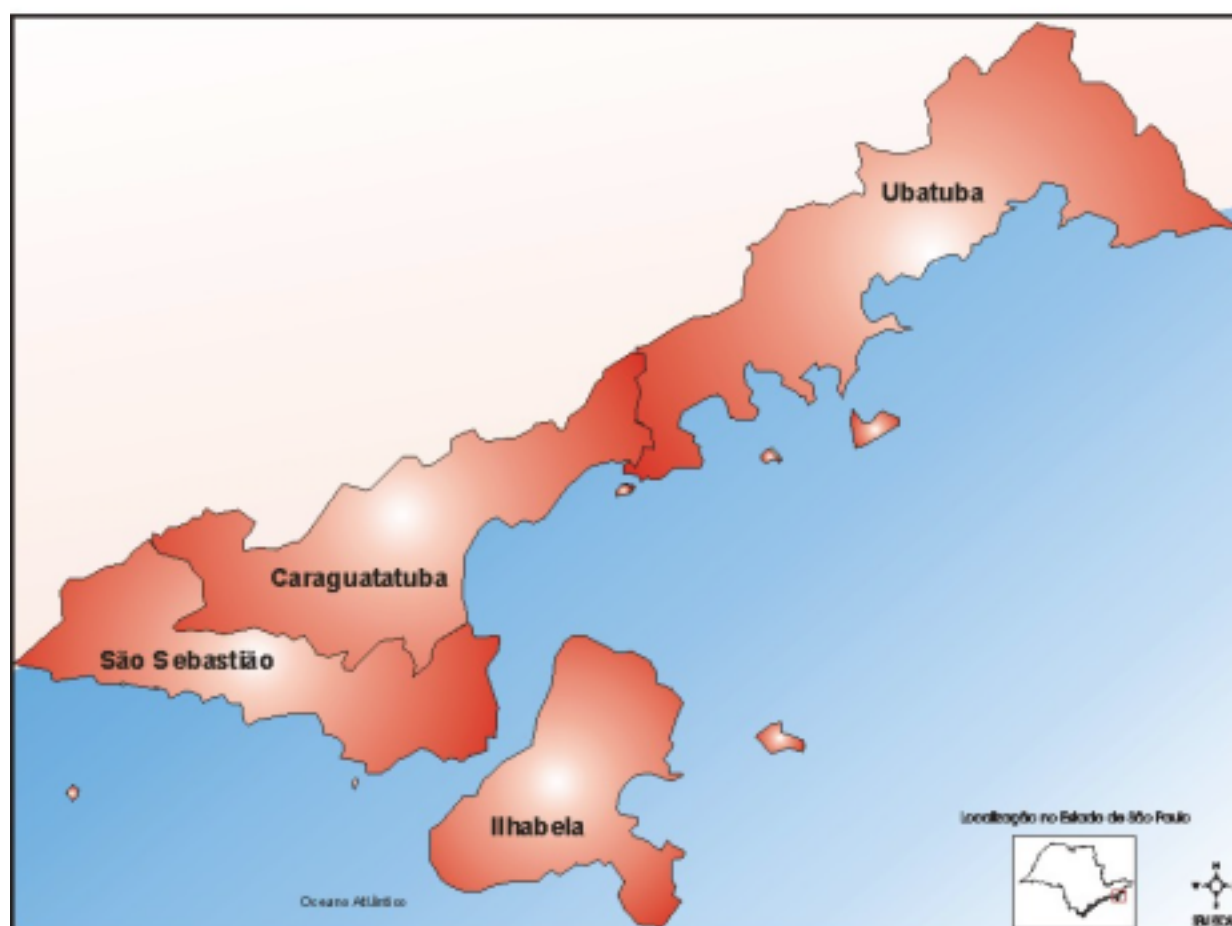 Ubatuba
Caraguatatuba
São Sebastião
Ilhabela
Localização no Estado de São Paulo
Oceano Atlântico
N